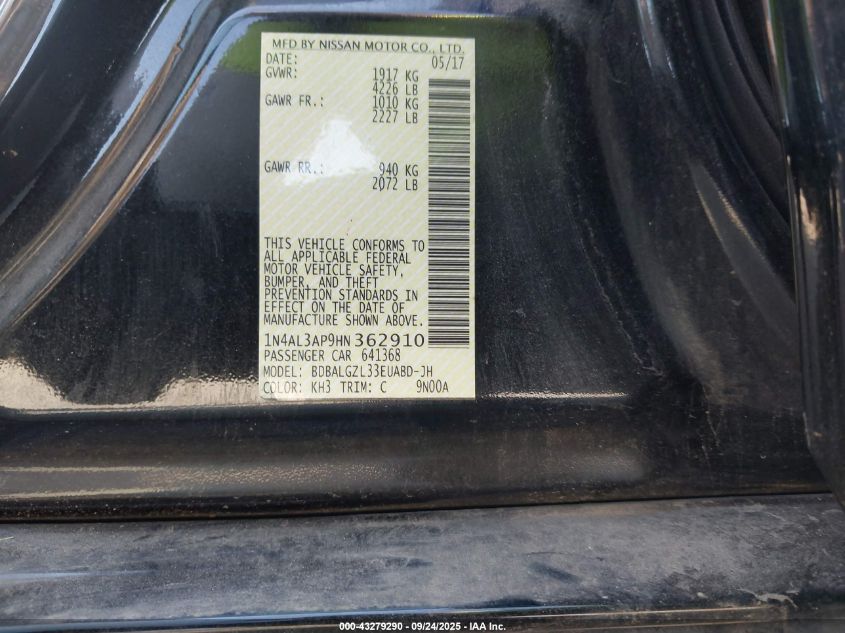 MFD BY NISSAN MOTOR CO., LTD.
DATE: 05/17
GVWR: 1917 KG
4226 LB
GAWR FR.: 1010 KG
2227 LB
GAWR RR.: 940 KG
2072 LB
THIS VEHICLE CONFORMS TO
ALL APPLICABLE FEDERAL
MOTOR VEHICLE SAFETY,
BUMPER, AND THEFT
PREVENTION STANDARDS IN
EFFECT ON THE DATE OF
MANUFACTURE SHOWN ABOVE.
1N4AL3AP9HN362910
PASSENGER CAR 641368
MODEL: BDBALGZL33EUABD-JH
COLOR: KH3 TRIM: C 9N00A
000-43279290 - 09/24/2025 - IAA Inc.